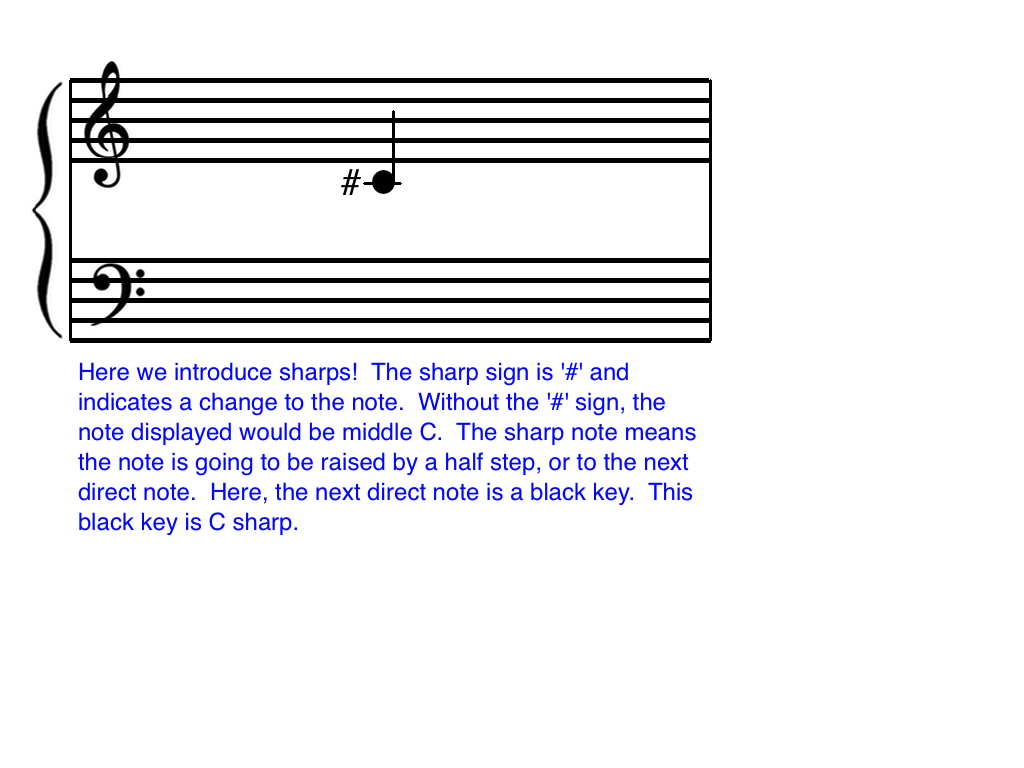 #
Here we introduce sharps!  The sharp sign is '#' and
indicates a change to the note.  Without the '#' sign, the
note displayed would be middle C.  The sharp note means
the note is going to be raised by a half step, or to the next
direct note.  Here, the next direct note is a black key.  This
black key is C sharp.